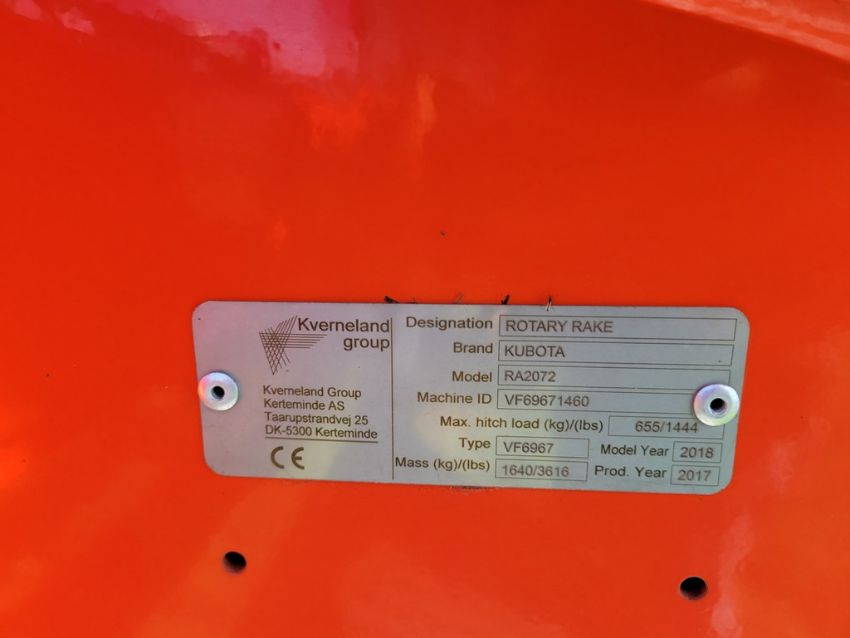 Kverneland
group
Kverneland Group
Kerteminde AS
Taarupstrandvej 25
DK-5300 Kerteminde
CE
Designation ROTARY RAKE
Brand KUBOTA
Model RA2072
Machine ID VF69671460
Max. hitch load (kg)/(lbs) 655/1444
Type VF6967 Model Year 2018
Mass (kg)/(lbs) 1640/3616 Prod. Year 2017